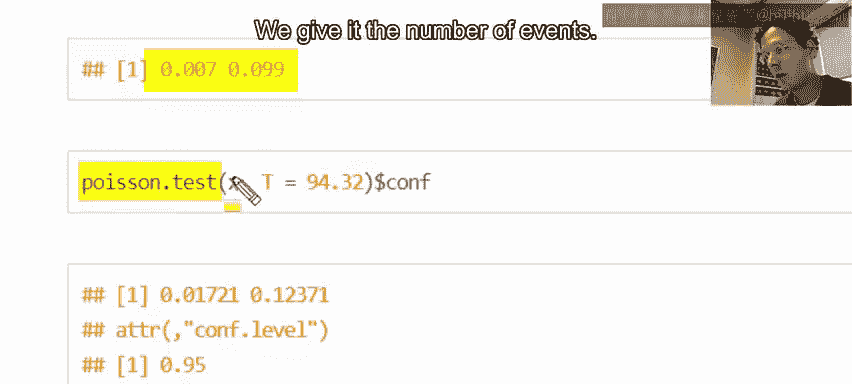 We give it the number of events.
## [1] 0.007 0.099
poisson.test(x, T = 94.32)$conf
## [1] 0.01721 0.12371
## attr(,"conf.level")
## [1] 0.95